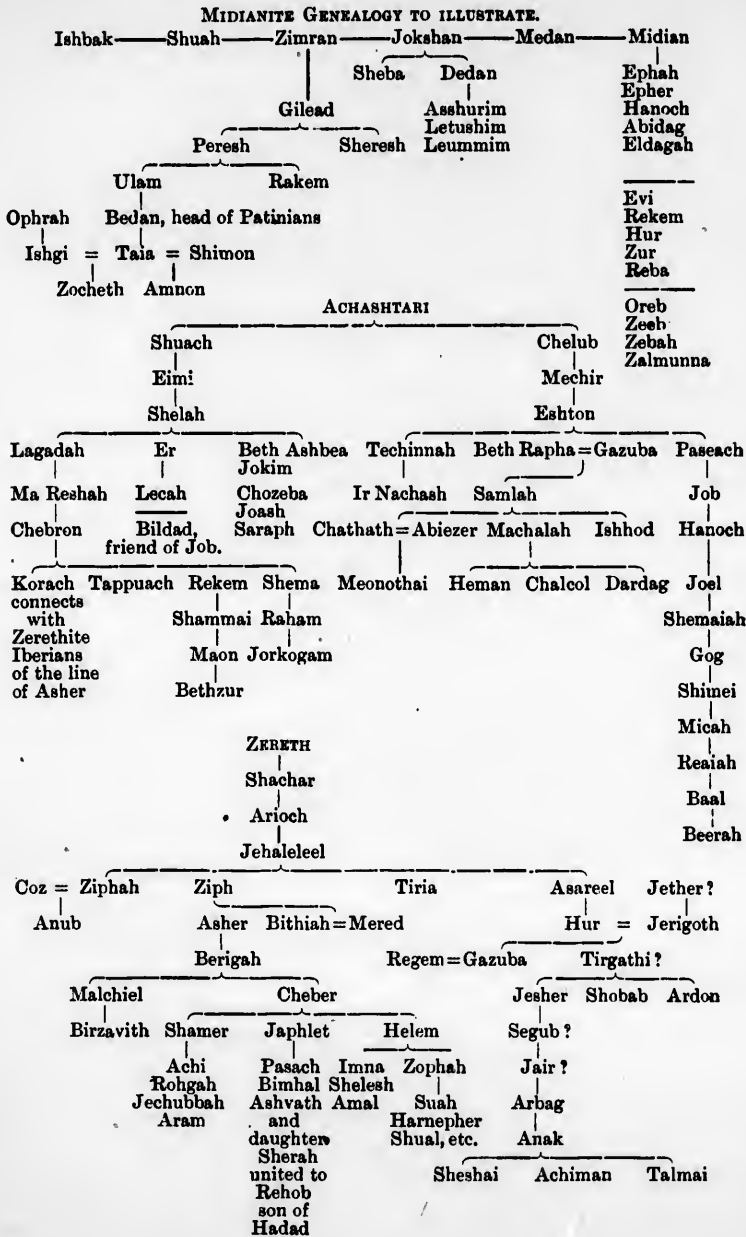 MIDIANITE GENEALOGY TO ILLUSTRATE.
Ishbak Shuah Zimran Jokshan Medan Midian
Sheba Dedan Ephah
Epher
Gilead Asshurim Hanoch
Letushim Abidag
Peresh Sheresh Leummim Eldagah
Ulam Rakem
Evi
Ophrah Bedan, head of Patinians Rekem
Hur
Ishgi = Taia = Shimon Zur
Reba
Zocheth Amnon
ACHASHTARI Oreb
Zeeb
Shuach Chelub Zebah
Zalmunna
Eimi Mechir
Shelah Eshton
Lagadah Er Beth Ashbea Techinnah Beth Rapha = Gazuba Paseach
Jokim
Ma Reshah Lecah Chozeba Ir Nachash Samlah Job
Joash
Chebron Bildad, Saraph Chathath = Abiezer Machalah Ishhod Hanoch
friend of Job.
Korach Tappuach Rekem Shema Meonothai Heman Chalcol Dardag Joel
connects
with Shammai Raham Shemaiah
Zerethite
Iberians Maon Jorkogam Gog
of the line
of Asher Bethzur Shimei
Micah
ZERETH
Reaiah
Shachar
Baal
Arioch
Beerah
Jehaleleel
Coz = Ziphah Ziph Tiria Asareel Jether?
Anub Asher Bithiah = Mered Hur = Jerigoth
Berigah Regem = Gazuba Tirgathi?
Malchiel Cheber Jesher Shobab Ardon
Birzavith Shamer Japhlet Helem Segub?
Achi Pasach Imna Zophah Jair?
Rohgah Bimhal Shelesh
Jechubbah Ashvath Amal Suah Arbag
Aram and Harnepher
daughter Shual, etc. Anak
Sherah
united to Sheshai Achiman Talmai
Rehob
son of
Hadad